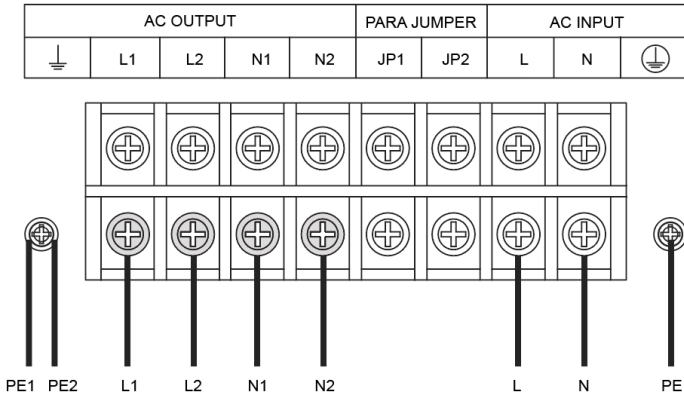 AC OUTPUT PARA JUMPER AC INPUT
L1 L2 N1 N2 JP1 JP2 L N
PE1 PE2 L1 L2 N1 N2 L N PE